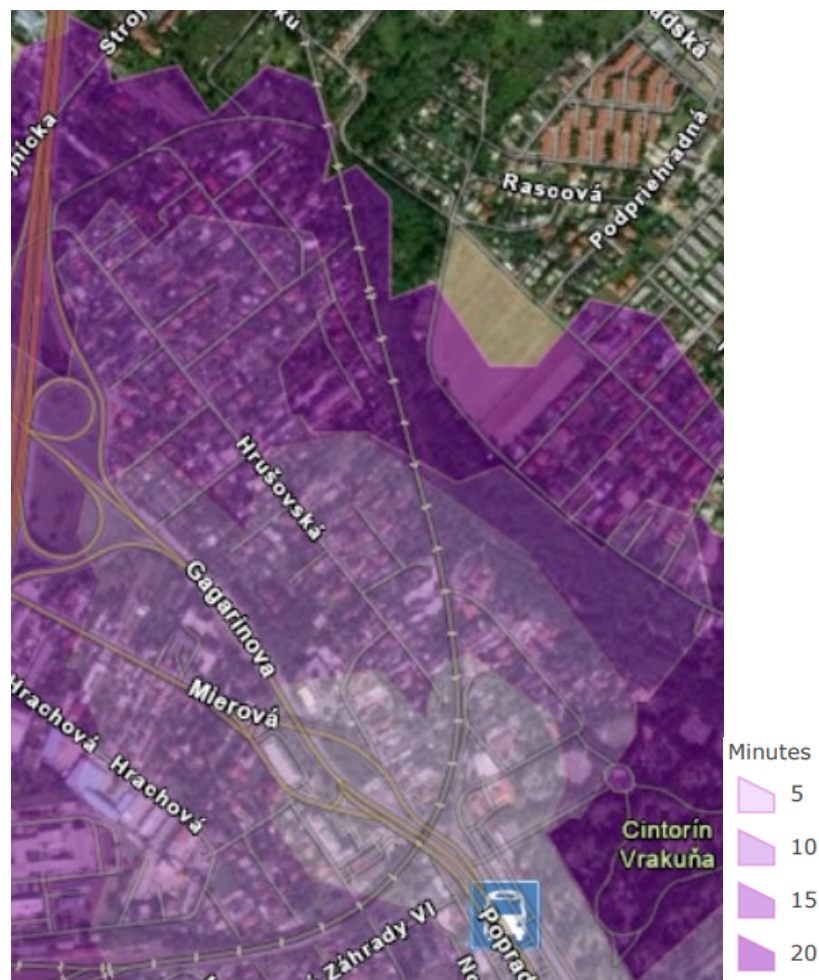 Rascová
Podpriehradná
Hrušovská
Gagarinova
Mierová
Hrachová
Hrachová
Cintorín
Vrakuňa
Záhrady VI
Minutes
5
10
15
20